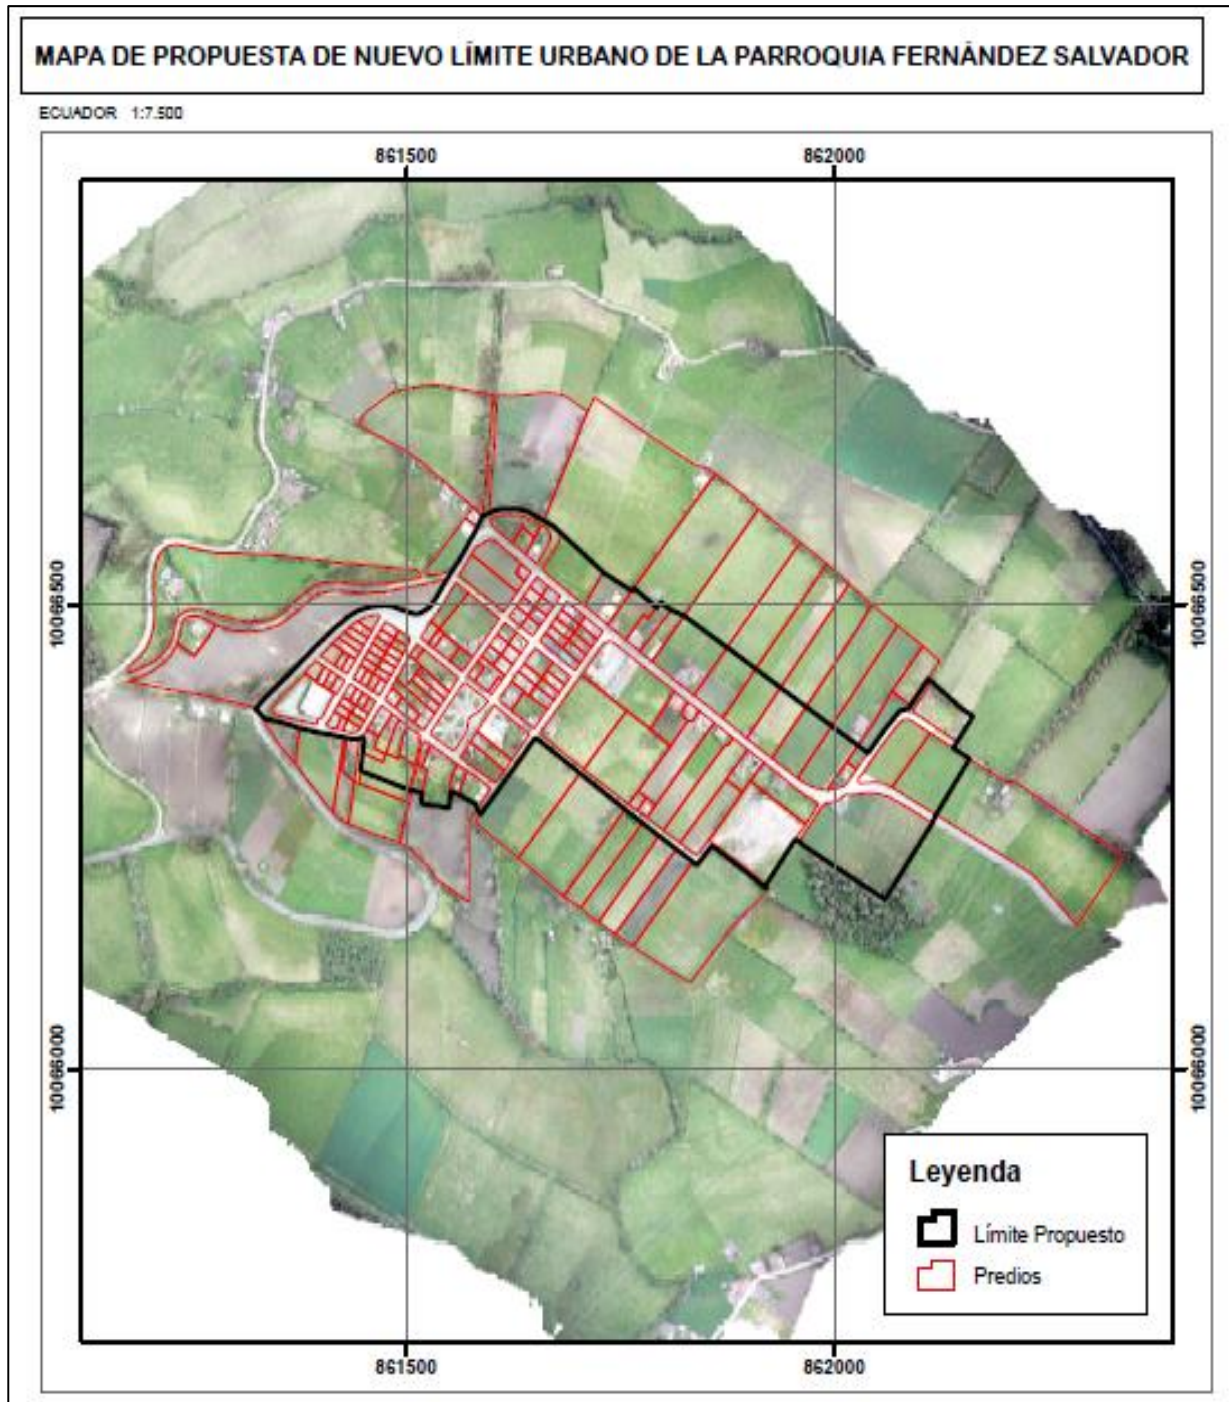 MAPA DE PROPUESTA DE NUEVO LÍMITE URBANO DE LA PARROQUIA FERNÁNDEZ SALVADOR
ECUADOR 1:7.500
861500 862000
10066500 10066500
10066000 10066000
Leyenda
Límite Propuesto
Predios
861500 862000